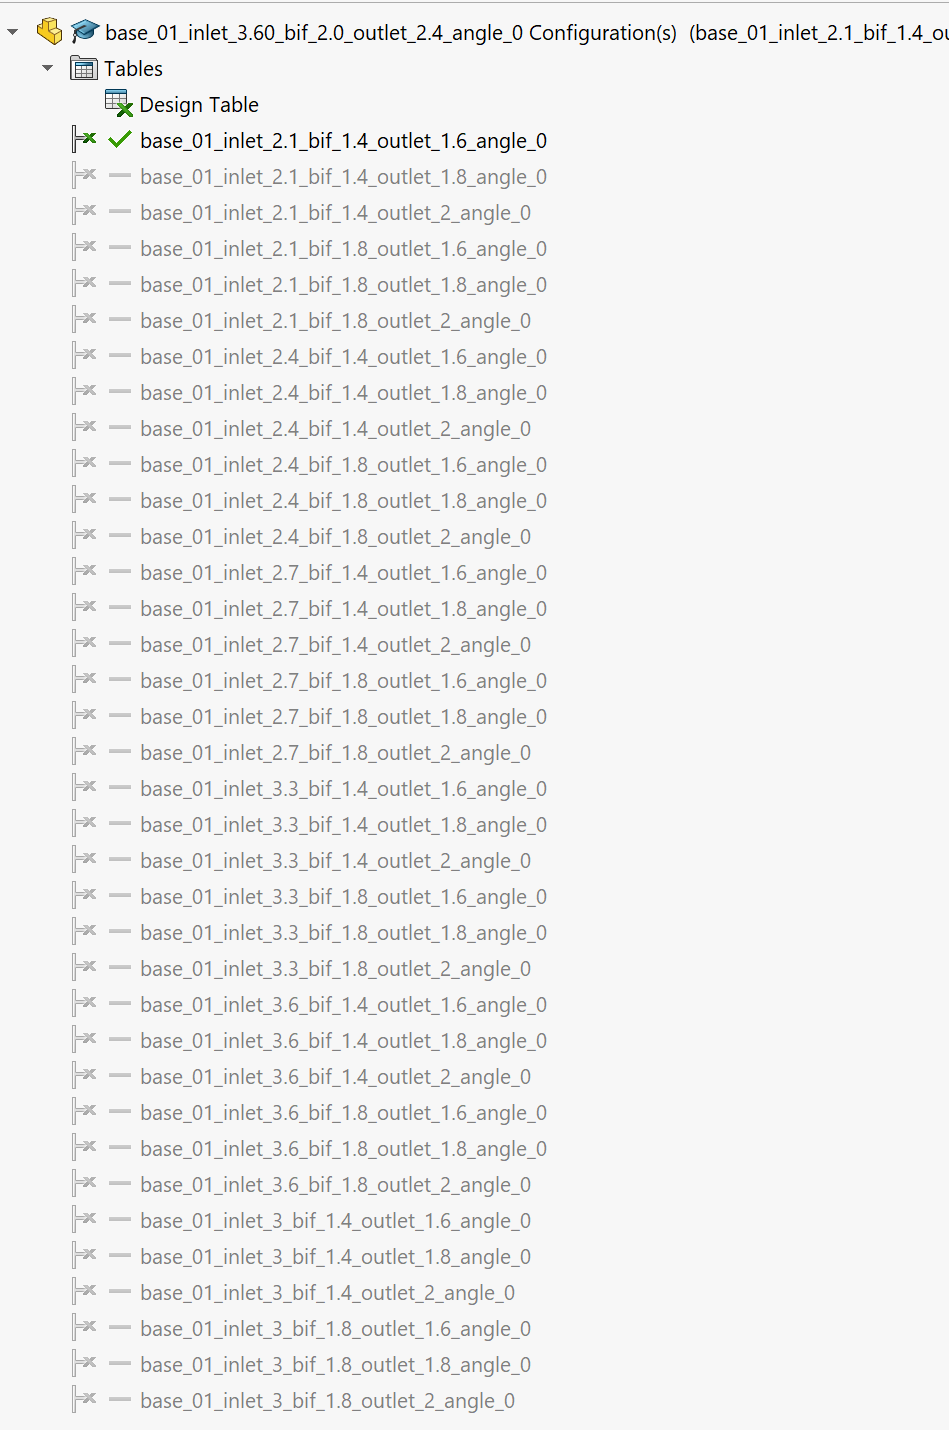 base_01_inlet_3.60_bif_2.0_outlet_2.4_angle_0 Configuration(s) (base_01_inlet_2.1_bif_1.4_ou
Tables
Design Table
base_01_inlet_2.1_bif_1.4_outlet_1.6_angle_0
base_01_inlet_2.1_bif_1.4_outlet_1.8_angle_0
base_01_inlet_2.1_bif_1.4_outlet_2_angle_0
base_01_inlet_2.1_bif_1.8_outlet_1.6_angle_0
base_01_inlet_2.1_bif_1.8_outlet_1.8_angle_0
base_01_inlet_2.1_bif_1.8_outlet_2_angle_0
base_01_inlet_2.4_bif_1.4_outlet_1.6_angle_0
base_01_inlet_2.4_bif_1.4_outlet_1.8_angle_0
base_01_inlet_2.4_bif_1.4_outlet_2_angle_0
base_01_inlet_2.4_bif_1.8_outlet_1.6_angle_0
base_01_inlet_2.4_bif_1.8_outlet_1.8_angle_0
base_01_inlet_2.4_bif_1.8_outlet_2_angle_0
base_01_inlet_2.7_bif_1.4_outlet_1.6_angle_0
base_01_inlet_2.7_bif_1.4_outlet_1.8_angle_0
base_01_inlet_2.7_bif_1.4_outlet_2_angle_0
base_01_inlet_2.7_bif_1.8_outlet_1.6_angle_0
base_01_inlet_2.7_bif_1.8_outlet_1.8_angle_0
base_01_inlet_2.7_bif_1.8_outlet_2_angle_0
base_01_inlet_3.3_bif_1.4_outlet_1.6_angle_0
base_01_inlet_3.3_bif_1.4_outlet_1.8_angle_0
base_01_inlet_3.3_bif_1.4_outlet_2_angle_0
base_01_inlet_3.3_bif_1.8_outlet_1.6_angle_0
base_01_inlet_3.3_bif_1.8_outlet_1.8_angle_0
base_01_inlet_3.3_bif_1.8_outlet_2_angle_0
base_01_inlet_3.6_bif_1.4_outlet_1.6_angle_0
base_01_inlet_3.6_bif_1.4_outlet_1.8_angle_0
base_01_inlet_3.6_bif_1.4_outlet_2_angle_0
base_01_inlet_3.6_bif_1.8_outlet_1.6_angle_0
base_01_inlet_3.6_bif_1.8_outlet_1.8_angle_0
base_01_inlet_3.6_bif_1.8_outlet_2_angle_0
base_01_inlet_3_bif_1.4_outlet_1.6_angle_0
base_01_inlet_3_bif_1.4_outlet_1.8_angle_0
base_01_inlet_3_bif_1.4_outlet_2_angle_0
base_01_inlet_3_bif_1.8_outlet_1.6_angle_0
base_01_inlet_3_bif_1.8_outlet_1.8_angle_0
base_01_inlet_3_bif_1.8_outlet_2_angle_0